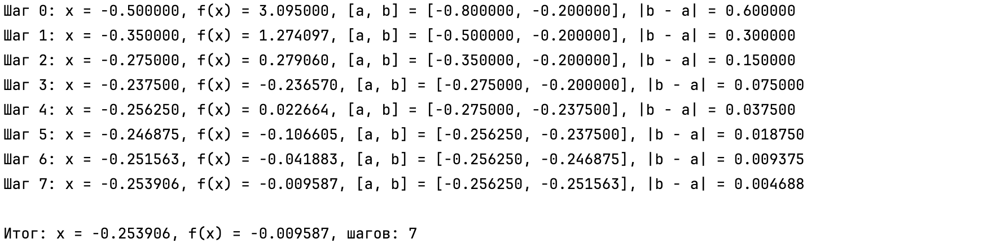 Шаг 0: x = -0.500000, f(x) = 3.095000, [a, b] = [-0.800000, -0.200000], |b - a| = 0.600000
Шаг 1: x = -0.350000, f(x) = 1.274097, [a, b] = [-0.500000, -0.200000], |b - a| = 0.300000
Шаг 2: x = -0.275000, f(x) = 0.279060, [a, b] = [-0.350000, -0.200000], |b - a| = 0.150000
Шаг 3: x = -0.237500, f(x) = -0.236570, [a, b] = [-0.275000, -0.200000], |b - a| = 0.075000
Шаг 4: x = -0.256250, f(x) = 0.022664, [a, b] = [-0.275000, -0.237500], |b - a| = 0.037500
Шаг 5: x = -0.246875, f(x) = -0.106605, [a, b] = [-0.256250, -0.237500], |b - a| = 0.018750
Шаг 6: x = -0.251563, f(x) = -0.041883, [a, b] = [-0.256250, -0.246875], |b - a| = 0.009375
Шаг 7: x = -0.253906, f(x) = -0.009587, [a, b] = [-0.256250, -0.251563], |b - a| = 0.004688
Итог: x = -0.253906, f(x) = -0.009587, шагов: 7